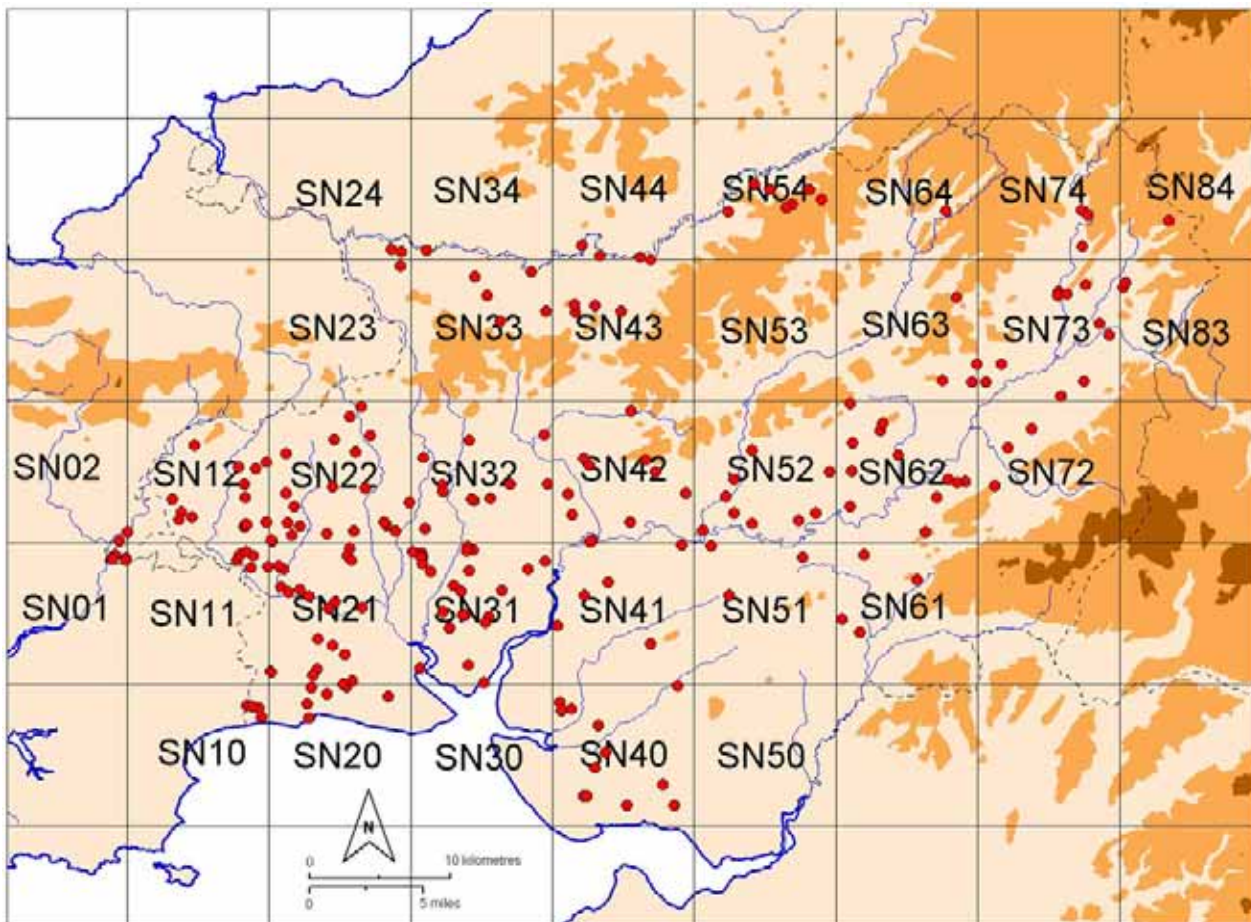 SN24 SN34 SN44 SN54 SN64 SN74 SN84
SN23 SN33 SN43 SN53 SN63 SN73 SN83
SN02 SN12 SN22 SN32 SN42 SN52 SN62 SN72
SN01 SN11 SN21 SN31 SN41 SN51 SN61
SN10 SN20 SN30 SN40 SN50
N
0 10 kilometres
0 5 miles